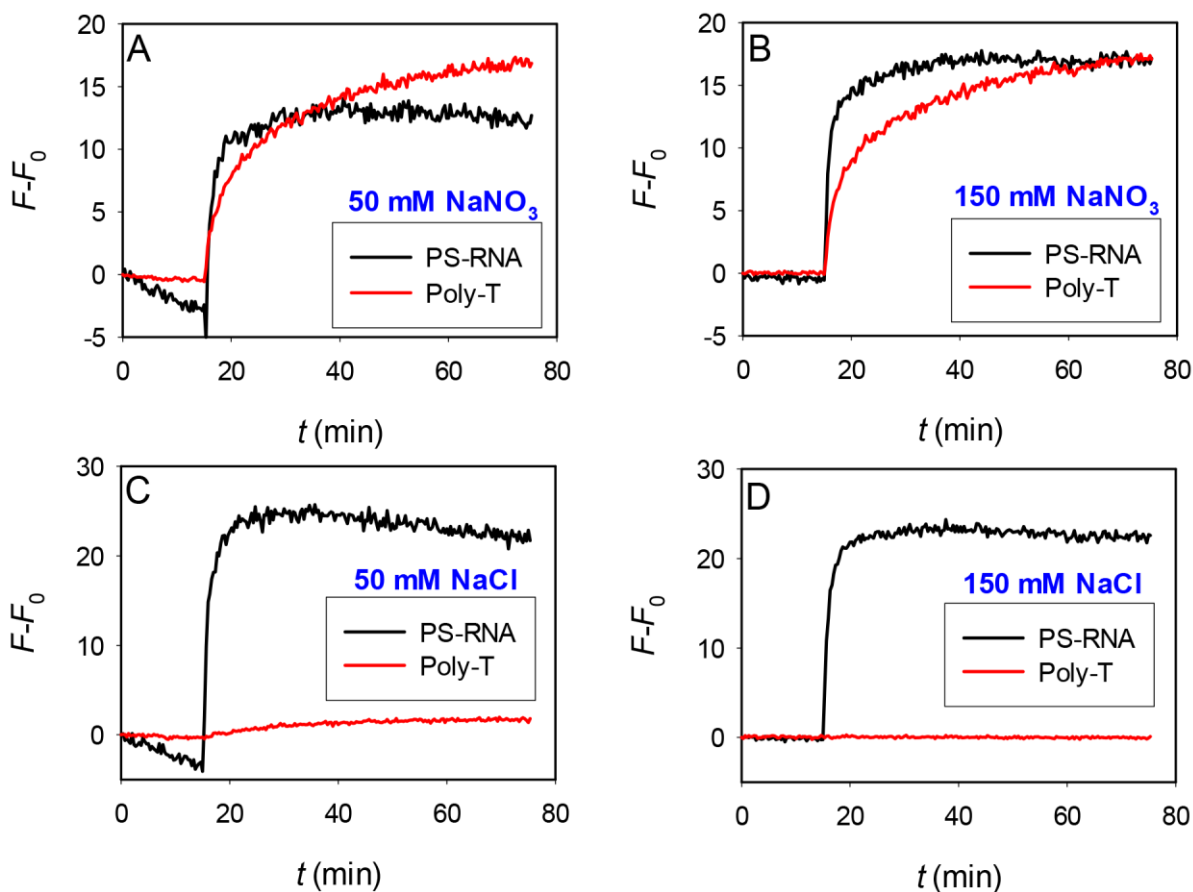 A
20
15
10
5
0
-5
F-F0
50 mM NaNO3
PS-RNA
Poly-T
0 20 40 60 80
t (min)
B
20
15
10
5
0
-5
F-F0
150 mM NaNO3
PS-RNA
Poly-T
0 20 40 60 80
t (min)
C
30
20
10
0
F-F0
50 mM NaCl
PS-RNA
Poly-T
0 20 40 60 80
t (min)
D
30
20
10
0
F-F0
150 mM NaCl
PS-RNA
Poly-T
0 20 40 60 80
t (min)